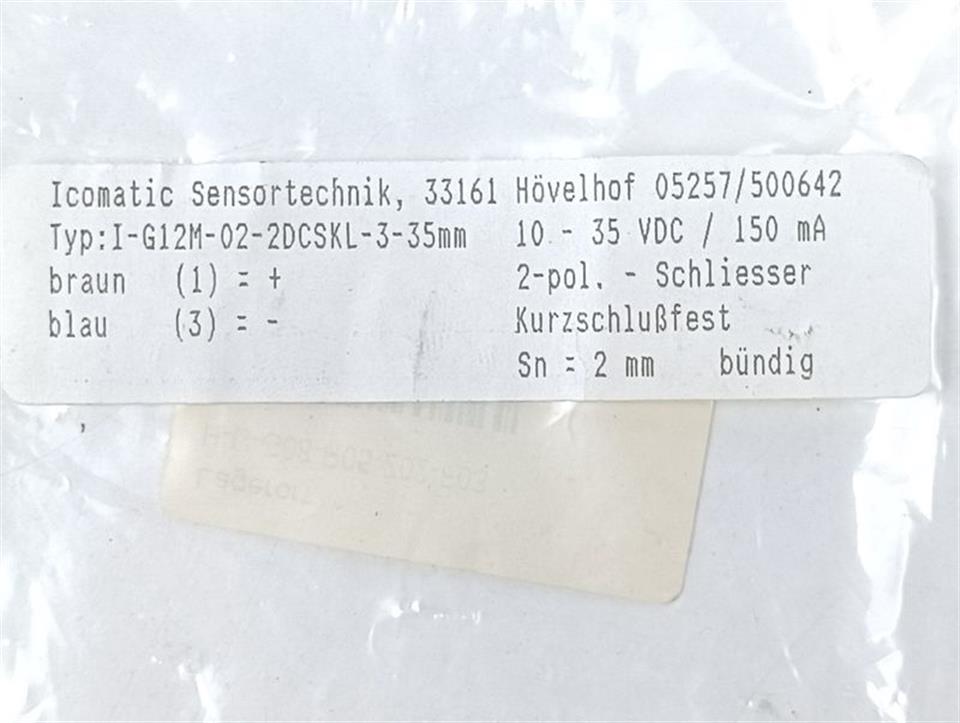 Icomatic Sensortechnik, 33161 Hövelhof 05257/500642
Typ:I-G12M-02-2DCSKL-3-35mm 10 - 35 VDC / 150 mA
braun (1) = + 2-pol. - Schliesser
blau (3) = - Kurzschlußfest
Sn = 2 mm bündig
Lagerort